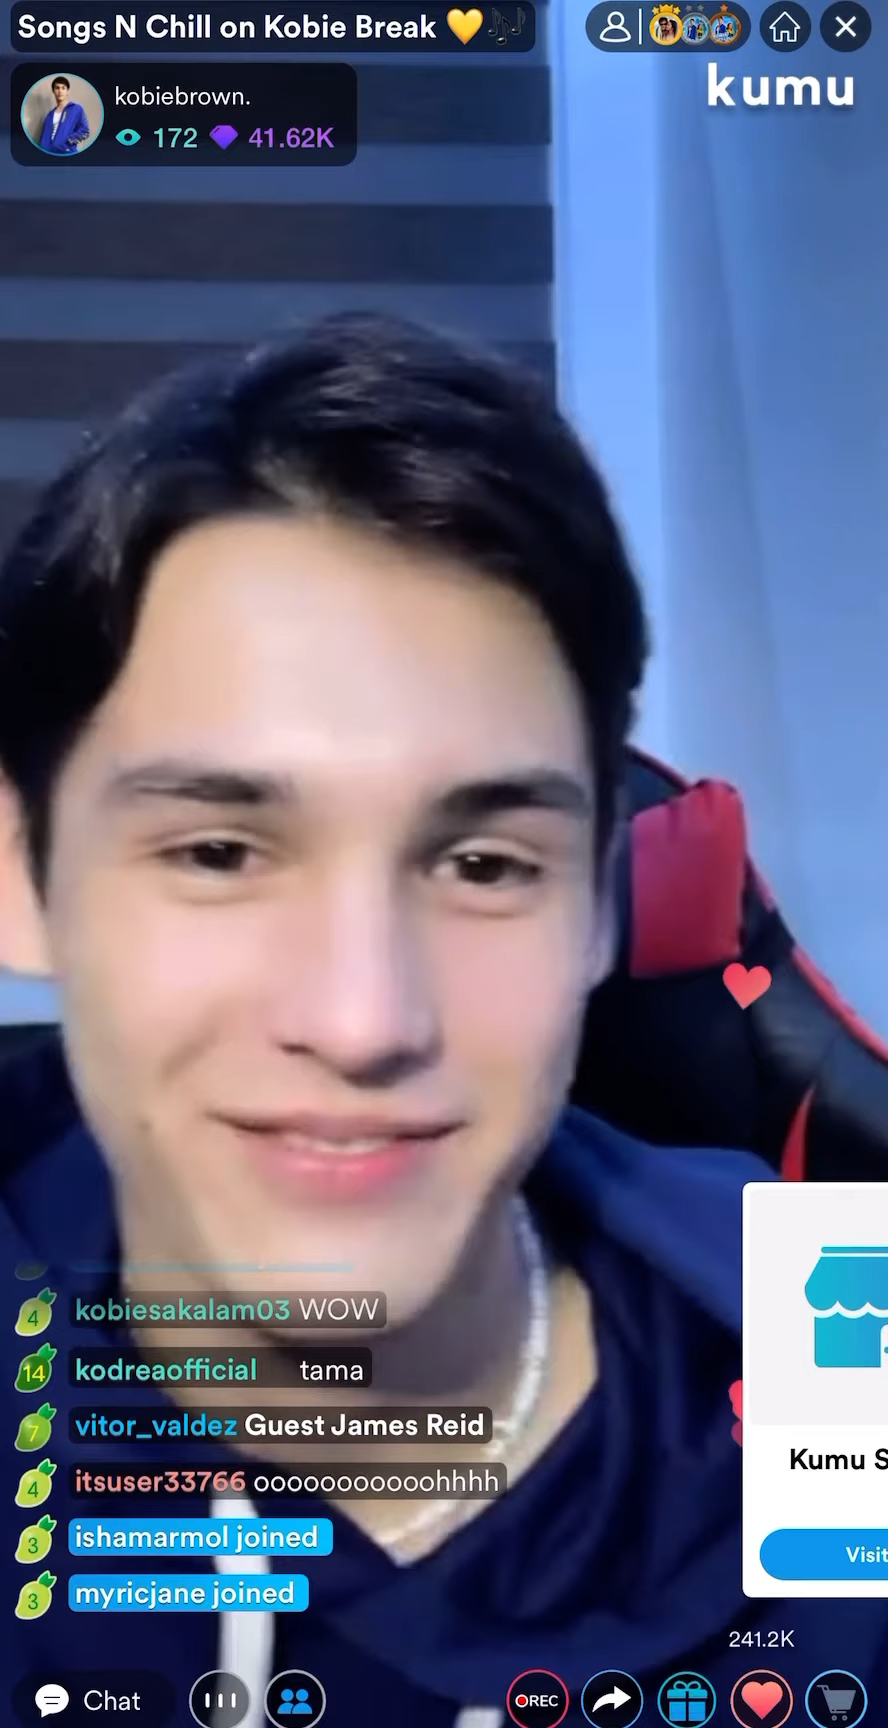 Songs N Chill on Kobie Break 💛🎶
kumu
kobiebrown.
172 41.62K
4 kobiesakalam03 WOW
14 kodreaofficial tama
7 vitor_valdez Guest James Reid
4 itsuser33766 ooooooooooohhhh
3 ishamarmol joined
3 myricjane joined
Kumu S
Visit
241.2K
Chat
REC